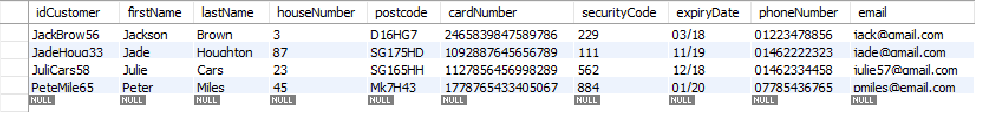 idCustomer firstName lastName houseNumber postcode cardNumber securityCode expiryDate phoneNumber email
JackBrow56 Jackson Brown 3 D16HG7 2465839847589786 229 03/18 01223478856 jack@gmail.com
JadeHoug33 Jade Houghton 87 SG175HD 1092887645656789 111 11/19 01462222323 jade@gmail.com
JuliCars58 Julie Cars 23 SG165HH 1127856456998289 562 12/18 01462334458 julie57@gmail.com
PeteMile65 Peter Miles 45 Mk7H43 1778765433405067 884 01/20 07785436765 pmiles@email.com
NULL NULL NULL NULL NULL NULL NULL NULL NULL NULL